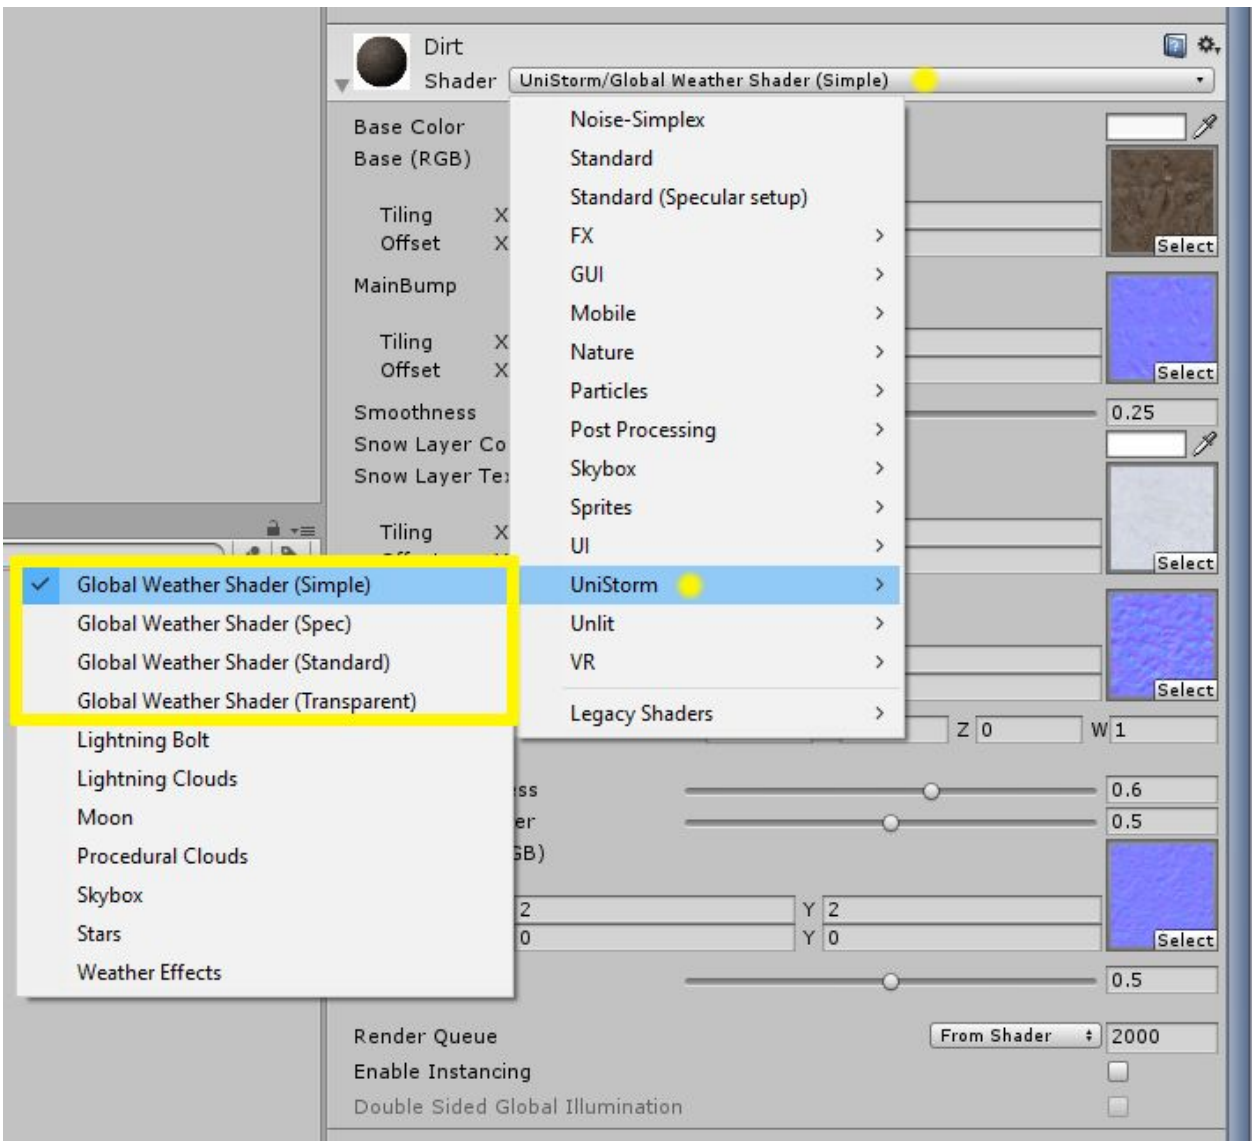 Dirt
Shader UniStorm/Global Weather Shader (Simple)
Base Color
Base (RGB)
Tiling X
Offset X
Select
MainBump
Tiling X
Offset X
Select
Smoothness 0.25
Snow Layer Co
Snow Layer Te
Tiling X
Select
Select
Noise-Simplex
Standard
Standard (Specular setup)
FX
GUI
Mobile
Nature
Particles
Post Processing
Skybox
Sprites
UI
UniStorm
Unlit
VR
Legacy Shaders
Global Weather Shader (Simple)
Global Weather Shader (Spec)
Global Weather Shader (Standard)
Global Weather Shader (Transparent)
Lightning Bolt
Lightning Clouds
Moon
Procedural Clouds
Skybox
Stars
Weather Effects
Z 0 W 1
ss 0.6
er 0.5
GB)
2 Y 2
0 Y 0
Select
0.5
Render Queue From Shader 2000
Enable Instancing
Double Sided Global Illumination